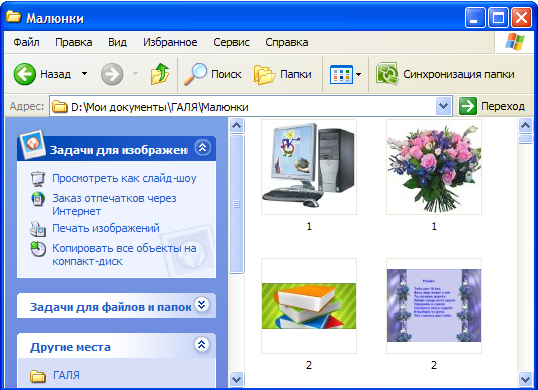 Малюнки
Файл Правка Вид Избранное Сервис Справка
Назад Поиск Папки Синхронизация папки
Адрес: D:\Мои документы\ГАЛЯ\Малюнки Переход
Задачи для изображени
Просмотреть как слайд-шоу
Заказ отпечатков через
Интернет
Печать изображений
Копировать все объекты на
компакт-диск
Задачи для файлов и папок
Другие места
ГАЛЯ
1
1
2
2